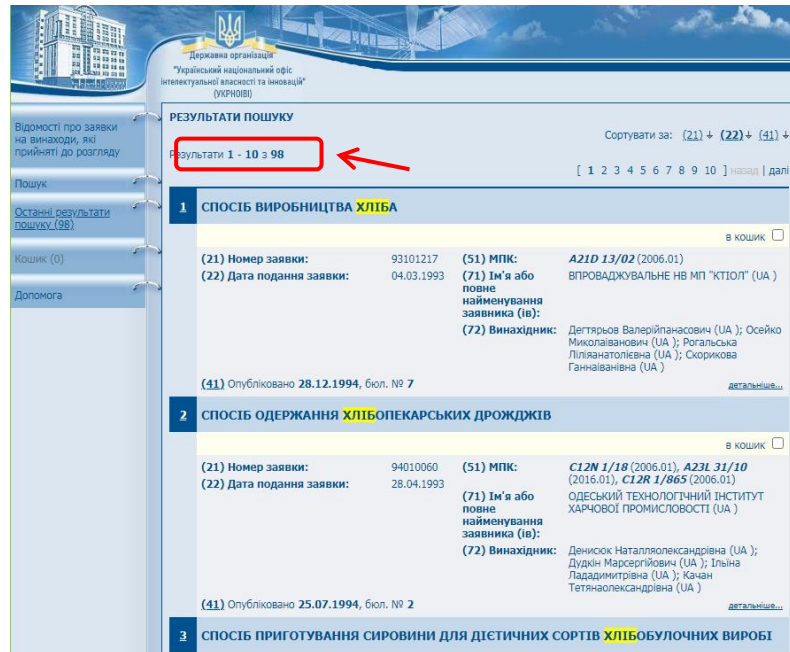 Державна організація
"Український національний офіс
інтелектуальної власності та інновацій"
(УКРНОІВІ)
Відомості про заявки
на винаходи, які
прийняті до розгляду
Пошук
Останні результати
пошуку (98)
Кошик (0)
Допомога
РЕЗУЛЬТАТИ ПОШУКУ
Сортувати за: (21) (22) (41)
Результати 1 - 10 з 98
[ 1 2 3 4 5 6 7 8 9 10 ] назад | далі
1 СПОСІБ ВИРОБНИЦТВА ХЛІБА
в кошик
(21) Номер заявки: 93101217 (51) МПК: A21D 13/02 (2006.01)
(22) Дата подання заявки: 04.03.1993 (71) Ім'я або ВПРОВАДЖУВАЛЬНЕ НВ МП "КТІОЛ" (UA )
повне
найменування
заявника (ів):
(72) Винахідник: Дегтярьов Валерійпанасович (UA ); Осейко
Миколаіванович (UA ); Рогальська
Ліліяанатолієвна (UA ); Скорикова
Ганнаіванівна (UA )
(41) Опубліковано 28.12.1994, бюл. № 7 детальніше...
2 СПОСІБ ОДЕРЖАННЯ ХЛІБОПЕКАРСЬКИХ ДРОЖДЖІВ
в кошик
(21) Номер заявки: 94010060 (51) МПК: C12N 1/18 (2006.01), A23L 31/10
(22) Дата подання заявки: 28.04.1993 (2016.01), C12R 1/865 (2006.01)
(71) Ім'я або ОДЕСЬКИЙ ТЕХНОЛОГІЧНИЙ ІНСТИТУТ
повне ХАРЧОВОЇ ПРОМИСЛОВОСТІ (UA )
найменування
заявника (ів):
(72) Винахідник: Денисюк Наталляолександрівна (UA );
Дудкін Марсергійович (UA ); Ільїна
Лададимитрівна (UA ); Качан
Тетянаолександрівна (UA )
(41) Опубліковано 25.07.1994, бюл. № 2 детальніше...
3 СПОСІБ ПРИГОТУВАННЯ СИРОВИНИ ДЛЯ ДІЄТИЧНИХ СОРТІВ ХЛІБОБУЛОЧНИХ ВИРОБІ